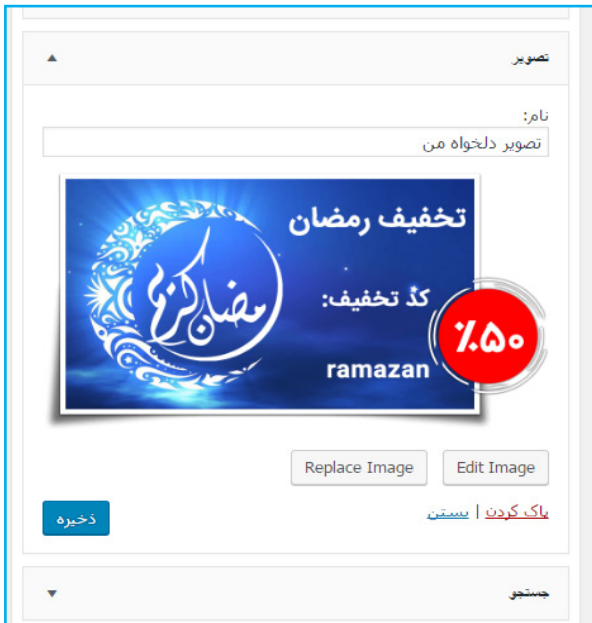 تصویر
نام:
تصویر دلخواه من
تخفیف رمضان
رمضان کریم
کد تخفیف:
٪۵۰
ramazan
Edit Image
Replace Image
پاک کردن | بستن
ذخیره
جستجو